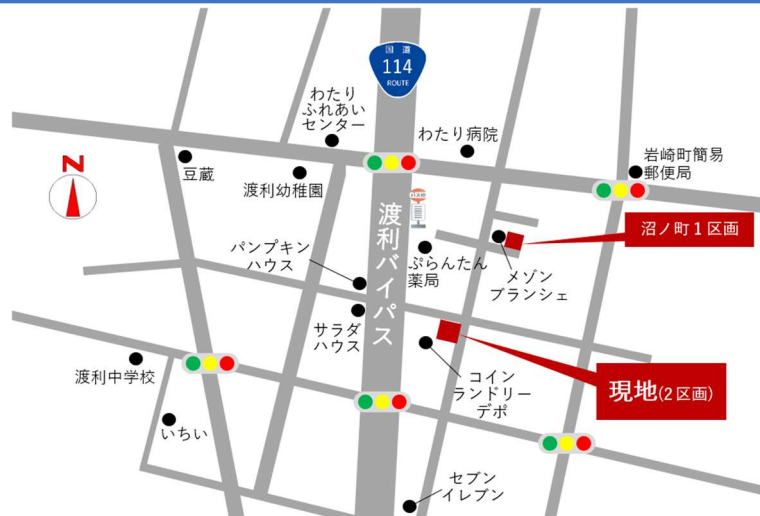 国道
114
ROUTE
わたり
ふれあい
センター
わたり病院
岩崎町簡易
郵便局
豆蔵
渡利幼稚園
バス停
渡利バイパス
沼ノ町1区画
パンプキン
ハウス
ぷらんたん
薬局
メゾン
ブランシェ
サラダ
ハウス
渡利中学校
コイン
ランドリー
デポ
現地(2区画)
いちい
セブン
イレブン
N